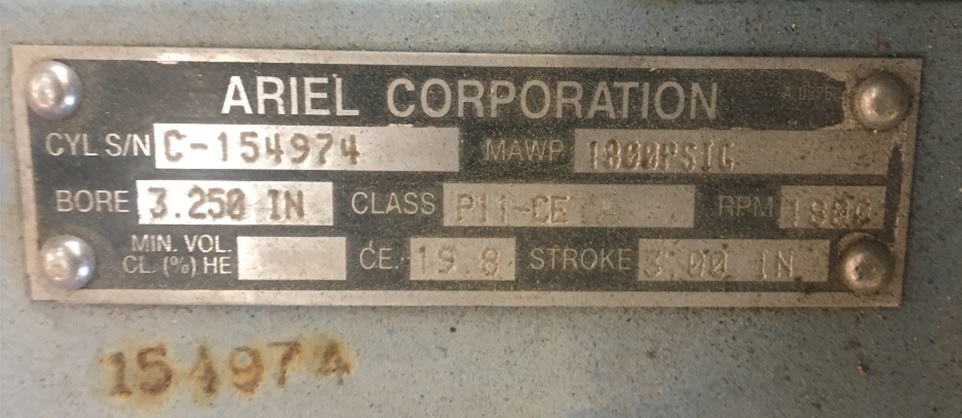 ARIEL CORPORATION
CYL S/N C-154974 MAWP 1800PSIG
BORE 3.250 IN CLASS P11-CE RPM 1800
MIN. VOL. CL. (%) HE CE. 19.8 STROKE 3.00 IN
154974